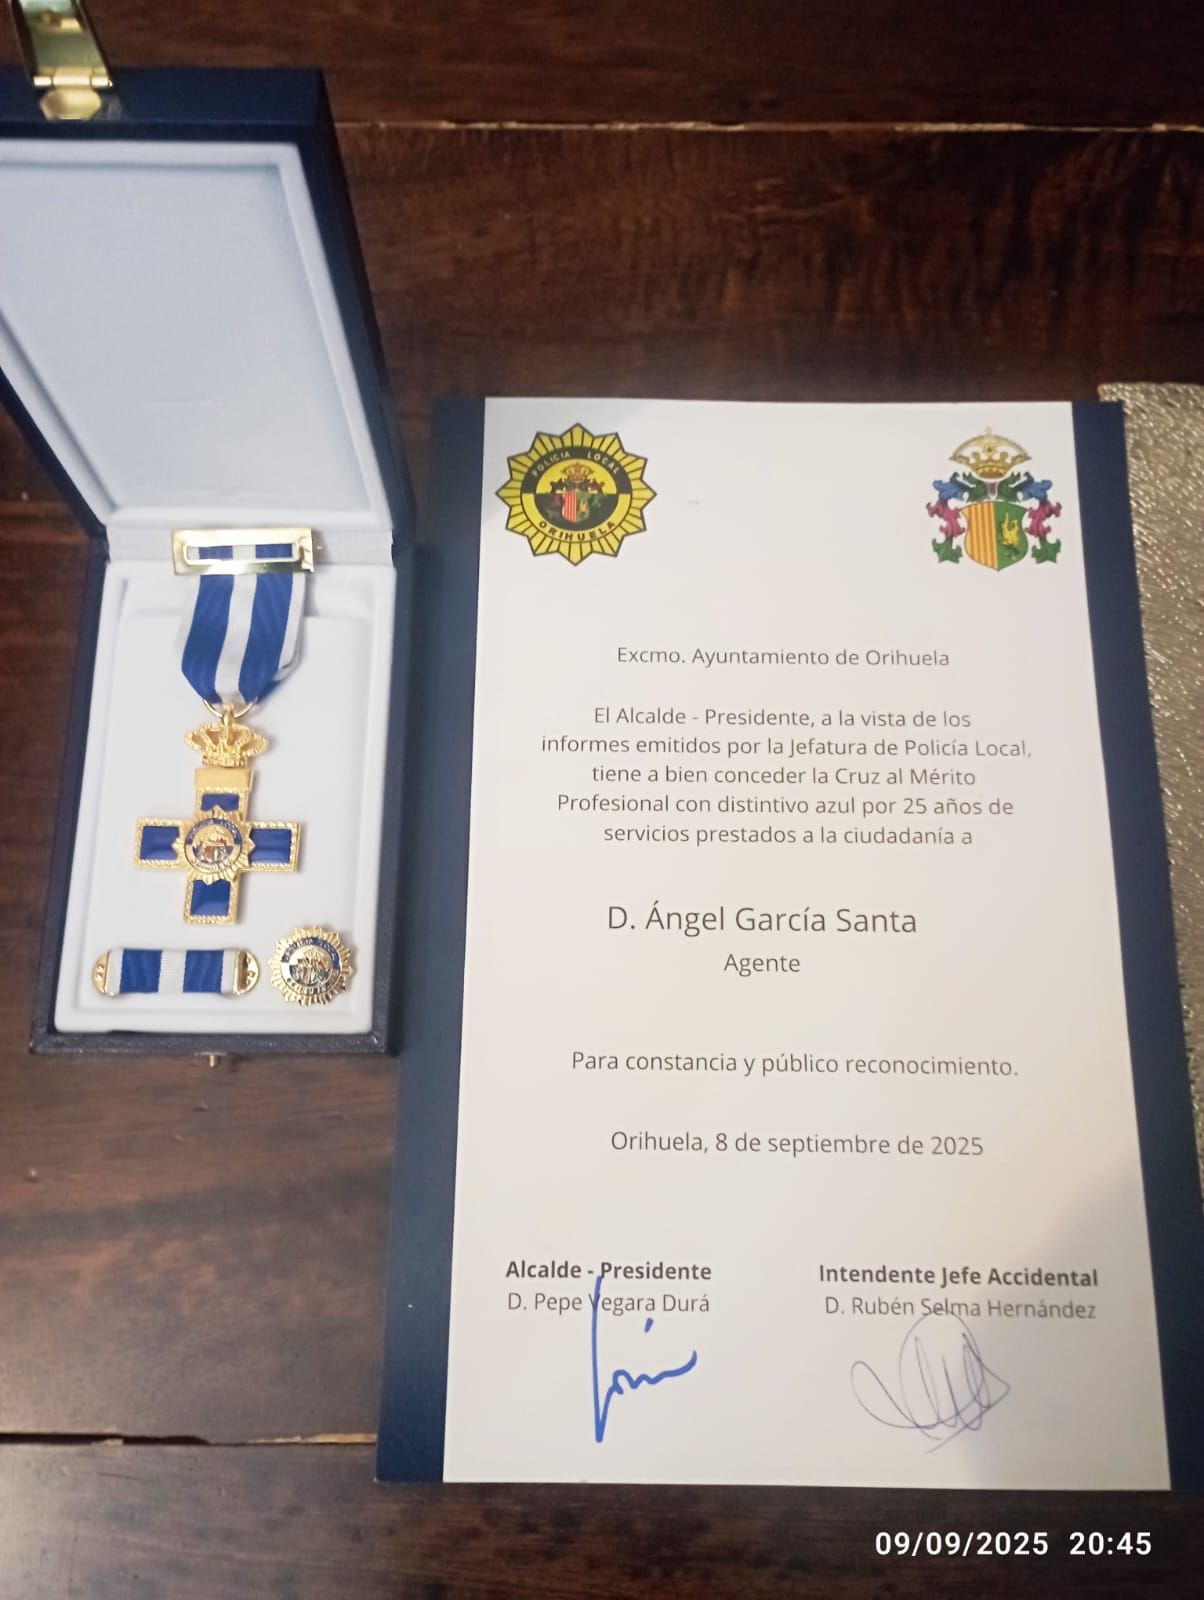 POLICIA LOCAL
ORIHUELA
Excmo. Ayuntamiento de Orihuela
El Alcalde - Presidente, a la vista de los
informes emitidos por la Jefatura de Policía Local,
tiene a bien conceder la Cruz al Mérito
Profesional con distintivo azul por 25 años de
servicios prestados a la ciudadanía a
D. Ángel García Santa
Agente
Para constancia y público reconocimiento.
Orihuela, 8 de septiembre de 2025
Alcalde - Presidente
D. Pepe Vegara Durá
Intendente Jefe Accidental
D. Rubén Selma Hernández
09/09/2025 20:45